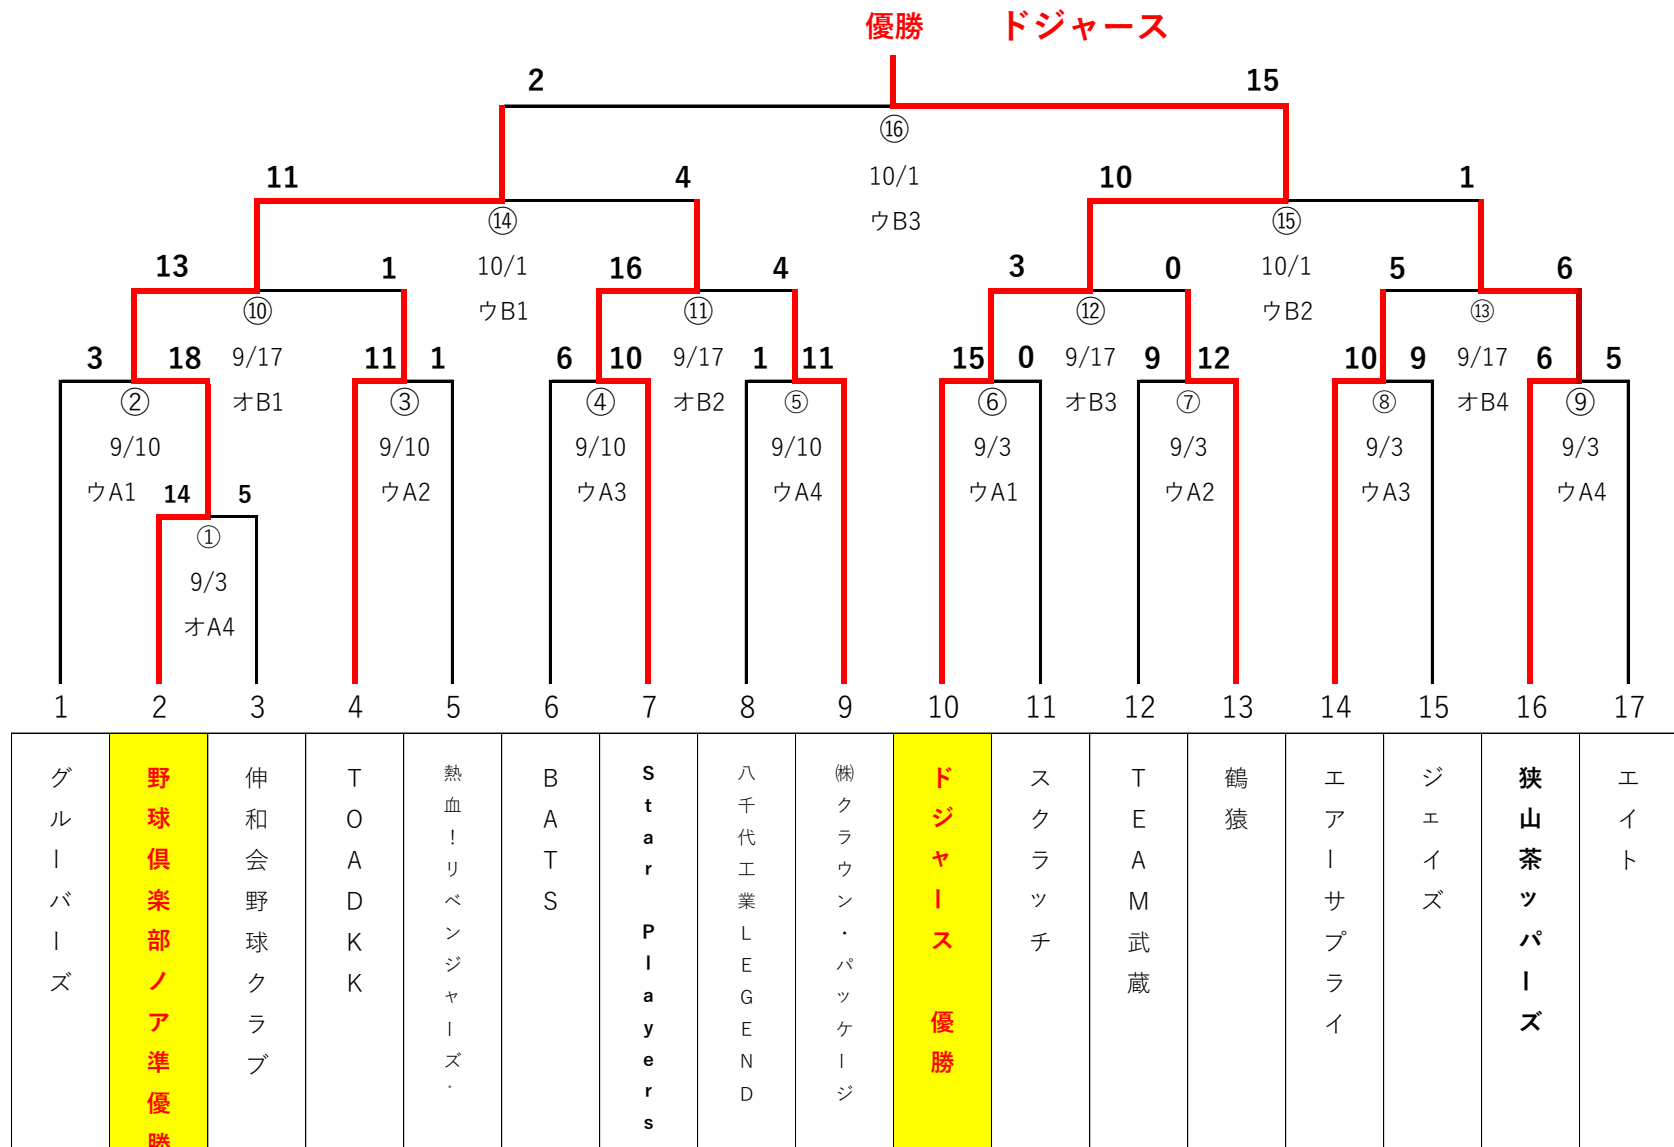 優勝 ドジャース
2 15
⑯
10/1
ウB3
11 4 10 1
⑭ ⑮
10/1 10/1
ウB1 ウB2
13 1 16 4 3 0 5 6
⑩ ⑪ ⑫ ⑬
9/17 9/17 9/17 9/17
オB1 オB2 オB3 オB4
3 18 11 1 6 10 1 11 15 0 9 12 10 9 6 5
② ③ ④ ⑤ ⑥ ⑦ ⑧ ⑨
9/10 9/10 9/10 9/10 9/3 9/3 9/3 9/3
ウA1 ウA2 ウA3 ウA4 ウA1 ウA2 ウA3 ウA4
14 5
①
9/3
オA4
1 2 3 4 5 6 7 8 9 10 11 12 13 14 15 16 17
グルーバーズ
野球倶楽部ノア準優勝
伸和会野球クラブ
TOADKK
熱血!リベンジャーズ゜
BATS
Star Players
八千代工業LEGEND
㈱クラウン・パッケージ
ドジャース 優勝
スクラッチ
TEAM武蔵
鶴猿
エアーサプライ
ジェイズ
狭山茶ッパーズ
エイト